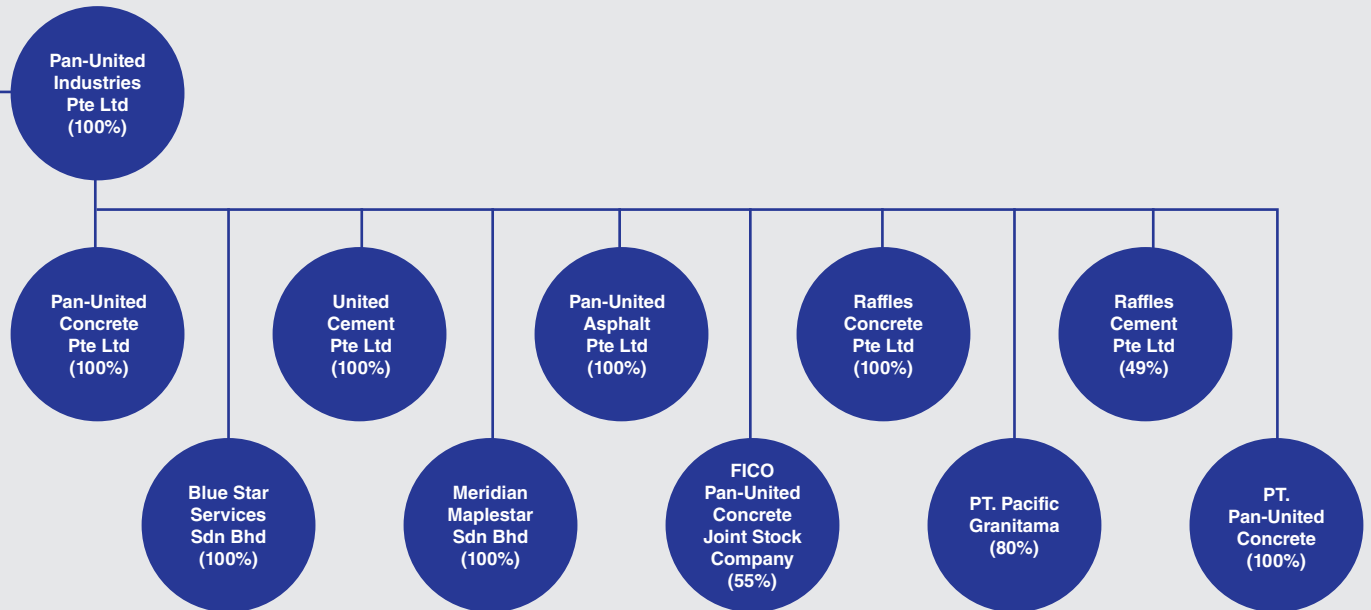 Pan-United
Industries
Pte Ltd
(100%)
Pan-United
Concrete
Pte Ltd
(100%)
United
Cement
Pte Ltd
(100%)
Pan-United
Asphalt
Pte Ltd
(100%)
Raffles
Concrete
Pte Ltd
(100%)
Raffles
Cement
Pte Ltd
(49%)
Blue Star
Services
Sdn Bhd
(100%)
Meridian
Maplestar
Sdn Bhd
(100%)
FICO
Pan-United
Concrete
Joint Stock
Company
(55%)
PT. Pacific
Granitama
(80%)
PT.
Pan-United
Concrete
(100%)